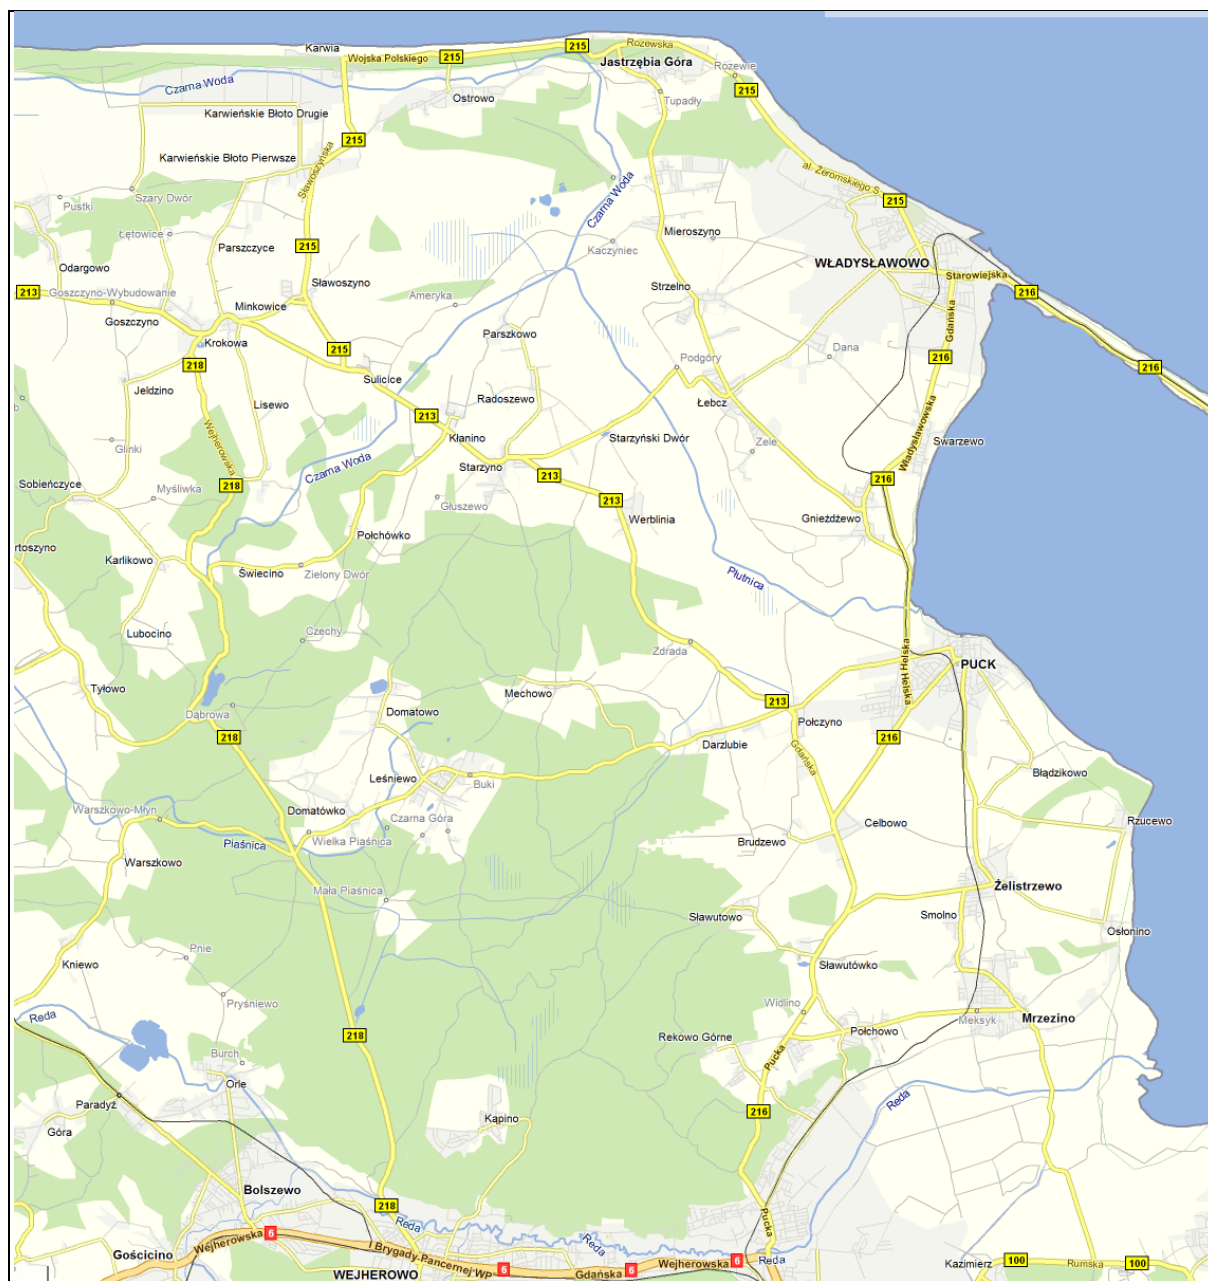 Karwia
Wojska Polskiego
215
215
Rozewska
Jastrzębia Góra
Rozewie
215
Czarna Woda
Ostrowo
Tupadły
Karwieńskie Błoto Drugie
215
Karwieńskie Błoto Pierwsze
Sławoszyńska
al. Żeromskiego S.
215
Pustki
Szary Dwór
Czarna Woda
Łętowice
Parszczyce
215
Kaczyniec
Mieroszyno
WŁADYSŁAWOWO
Starowiejska
Odargowo
Sławoszyno
213
Goszczyno-Wybudowanie
Ameryka
Strzelno
216
Minkowice
Goszczyno
Gdańska
Parszkowo
Krokowa
215
Dana
216
218
Podgóry
216
Sulicice
Jeldzino
Lisewo
Radoszewo
Łebcz
213
Wejherowska
Władysławowska
Glinki
Kłanino
Starzyński Dwór
Swarzewo
Zele
Czarna Woda
Starzyno
213
216
Sobieńczyce
218
Myśliwka
Głuszewo
213
Werblinia
Gnieżdżewo
Połchówko
rtoszyno
Karlikowo
Świecino
Zielony Dwór
Płutnica
Lubocino
Czechy
Zdrada
Helska
Helska
PUCK
Tyłowo
Mechowo
213
Dąbrowa
Domatowo
Połczyno
218
Darzlubie
216
Gdańska
Leśniewo
Buki
Błądzikowo
Warszkowo-Młyn
Domatówko
Czarna Góra
Celbowo
Rzucewo
Piaśnica
Wielka Piaśnica
Brudzewo
Warszkowo
Mała Piaśnica
Żelistrzewo
Sławutowo
Smolno
Osłonino
Pnie
Kniewo
Sławutówko
Pryśniewo
Widlino
Reda
Meksyk
Mrzezino
218
Rekowo Górne
Połchowo
Burch
Pucka
Orle
Paradyż
Reda
216
Góra
Kąpino
Bolszewo
218
Reda
Pucka
Gościcino
Wejherowska
6
I Brygady Pancernej Wp
Reda
Wejherowska
6
Reda
Kazimierz
100
Rumska
100
WEJHEROWO
6
Gdańska
6